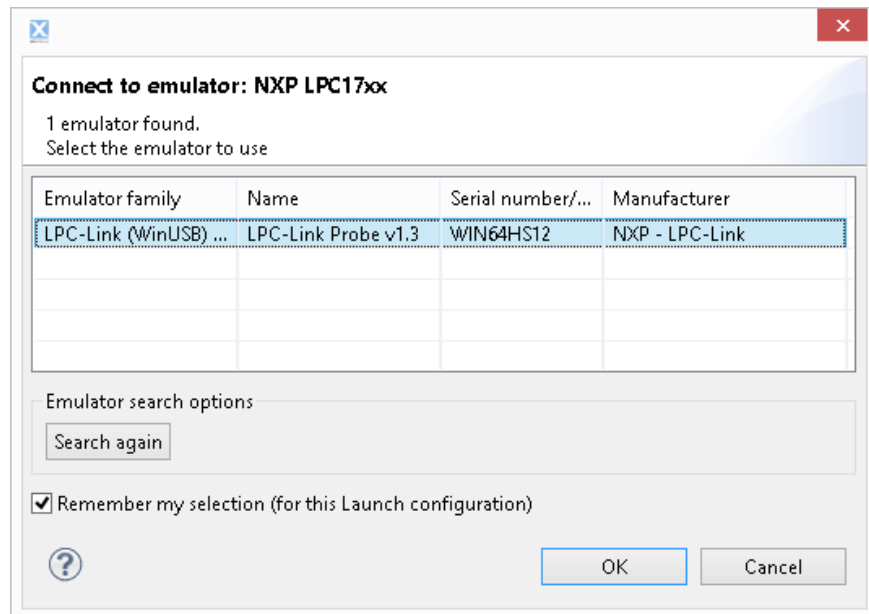 Connect to emulator: NXP LPC17xx
1 emulator found.
Select the emulator to use
Emulator family Name Serial number/... Manufacturer
LPC-Link (WinUSB) ... LPC-Link Probe v1.3 WIN64HS12 NXP - LPC-Link
Emulator search options
Search again
Remember my selection (for this Launch configuration)
OK Cancel